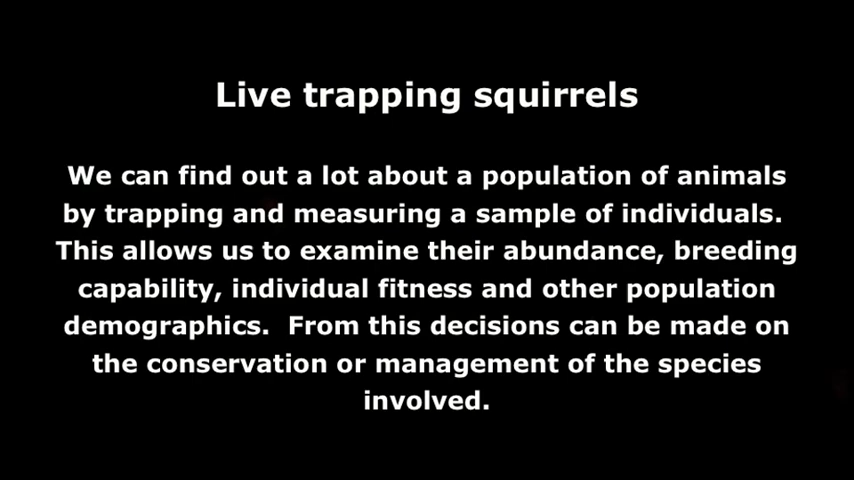 Live trapping squirrels
We can find out a lot about a population of animals
by trapping and measuring a sample of individuals.
This allows us to examine their abundance, breeding
capability, individual fitness and other population
demographics.  From this decisions can be made on
the conservation or management of the species
involved.